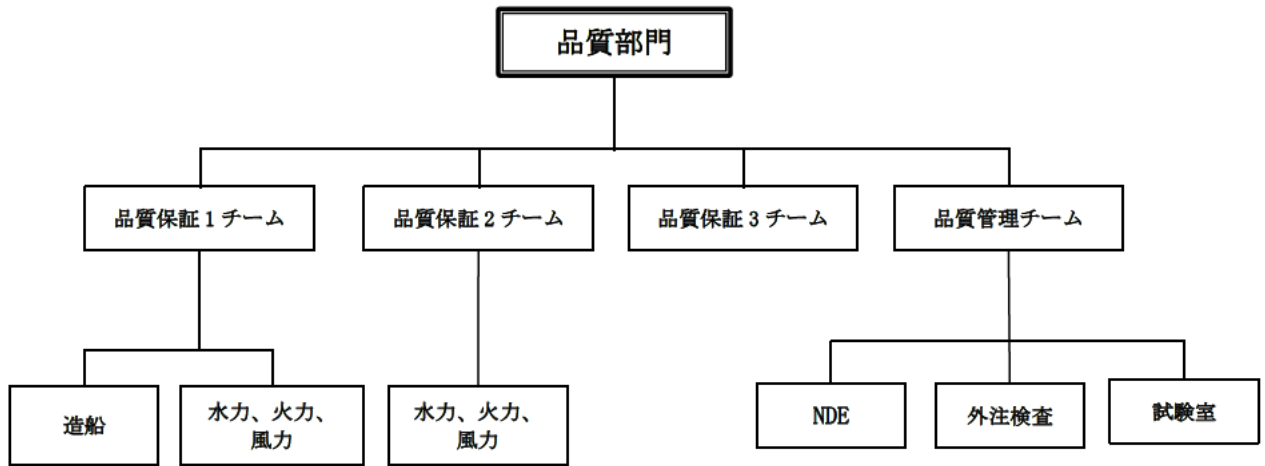 品質部門
品質保証1チーム
品質保証2チーム
品質保証3チーム
品質管理チーム
造船
水力、火力、
風力
水力、火力、
風力
NDE
外注検査
試験室